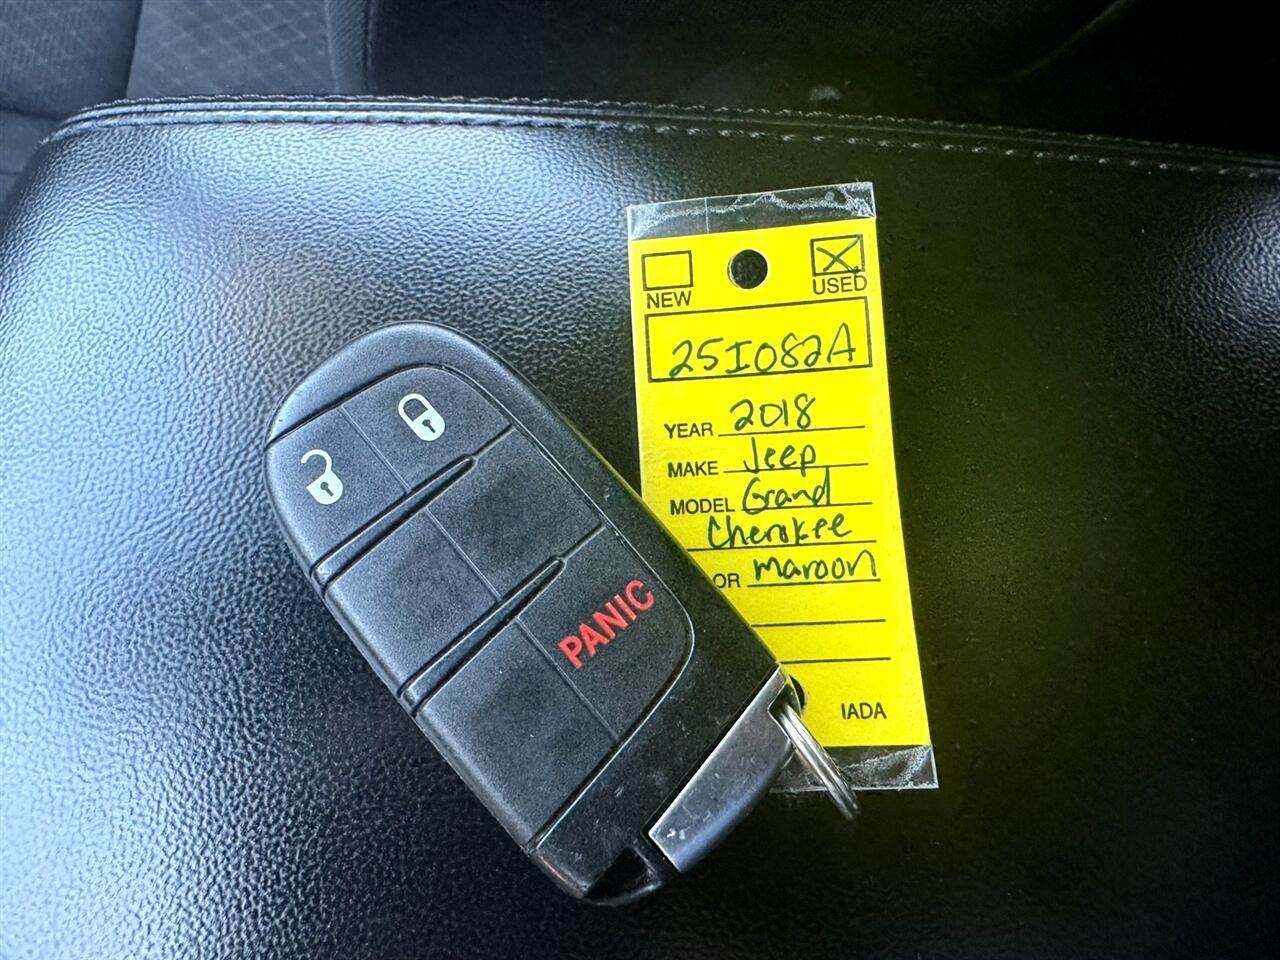 NEW USED
25I082A
YEAR 2018
MAKE Jeep
MODEL Grand
Cherokee
OR maroon
IADA
PANIC